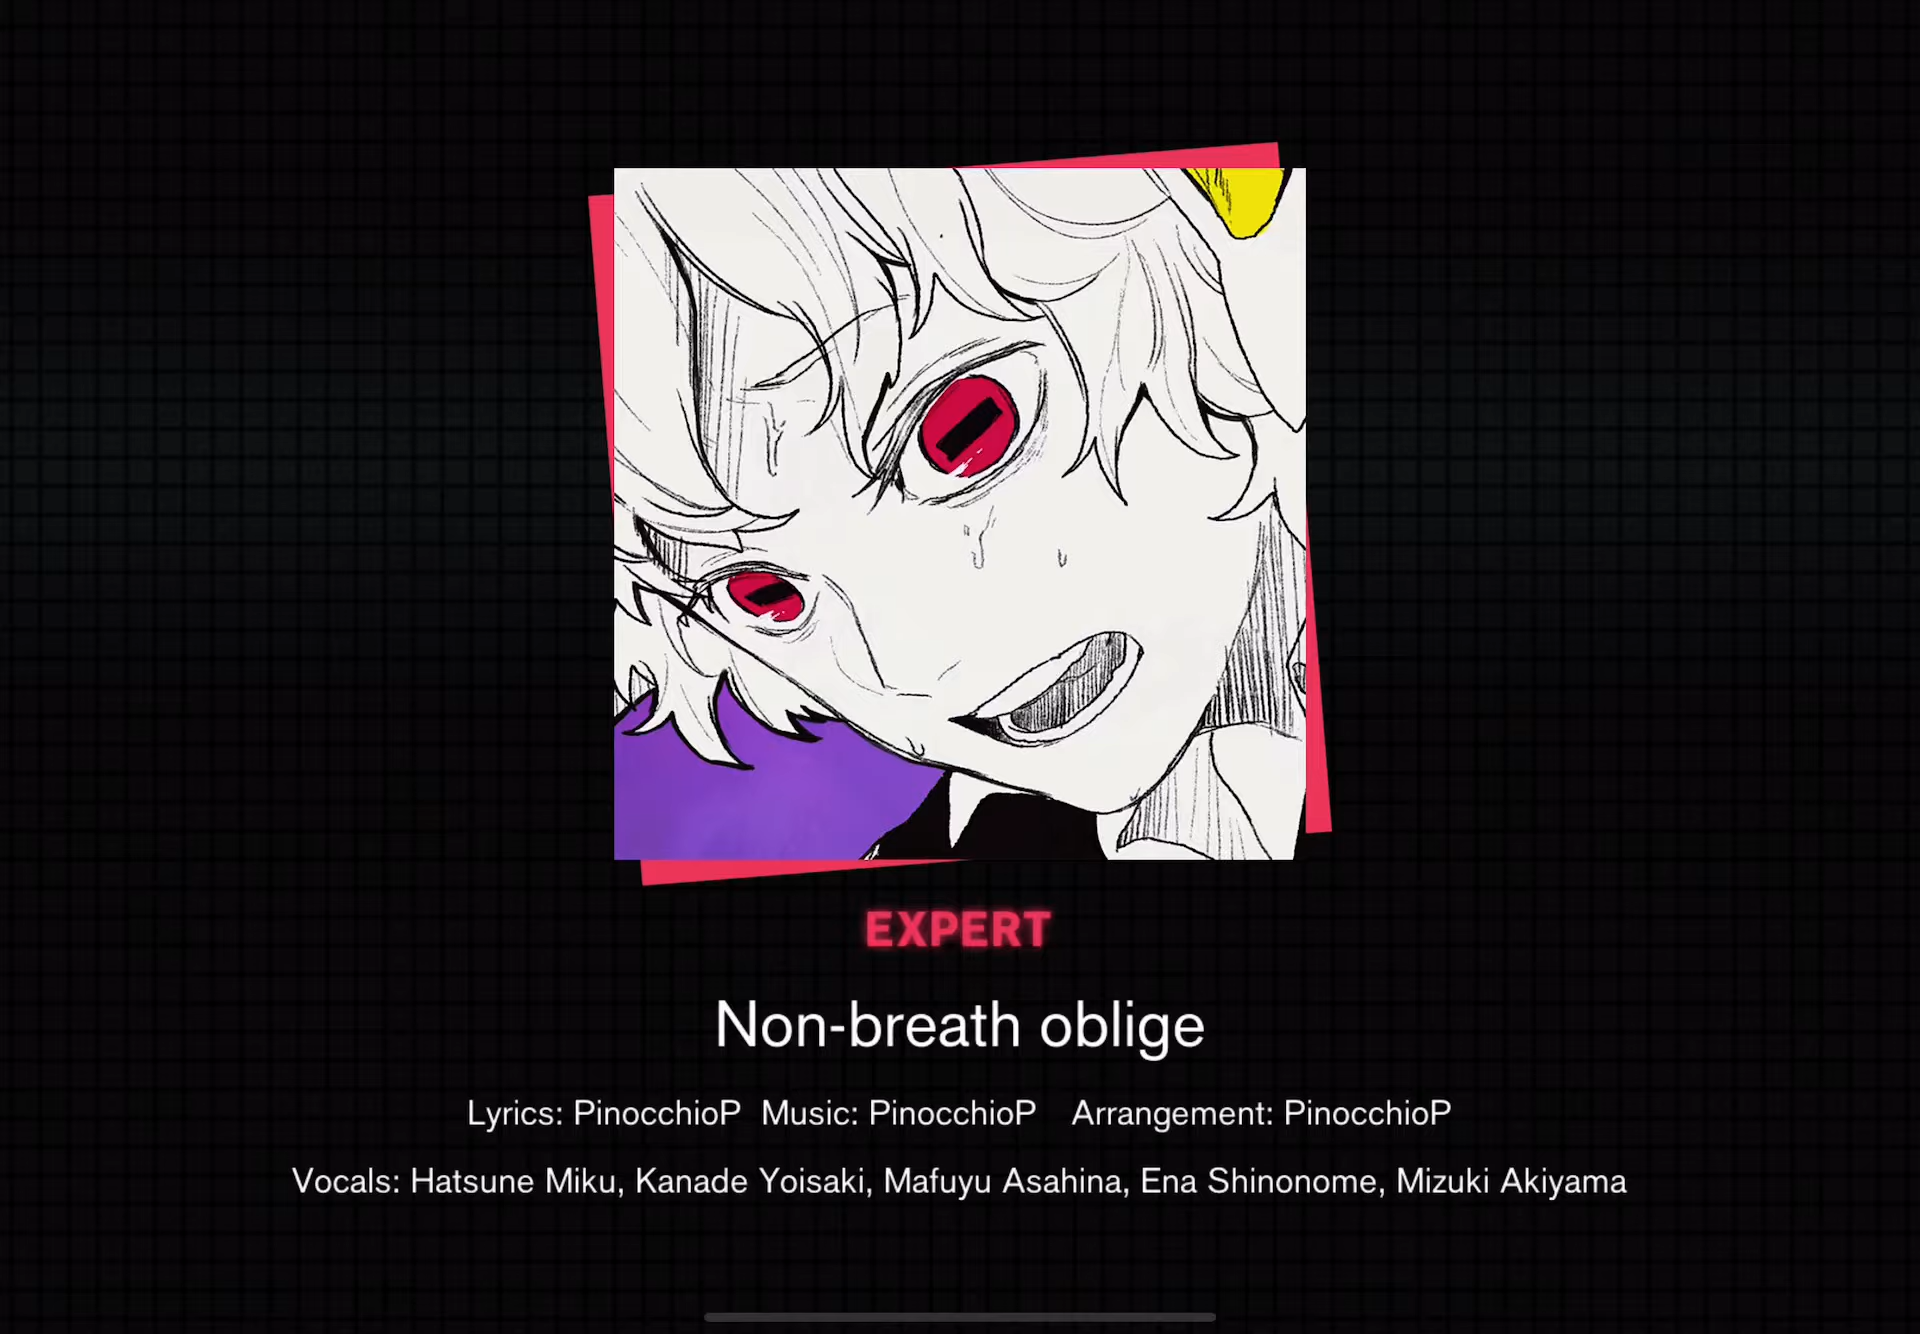 EXPERT
Non-breath oblige
Lyrics: PinocchioP Music: PinocchioP Arrangement: PinocchioP
Vocals: Hatsune Miku, Kanade Yoisaki, Mafuyu Asahina, Ena Shinonome, Mizuki Akiyama